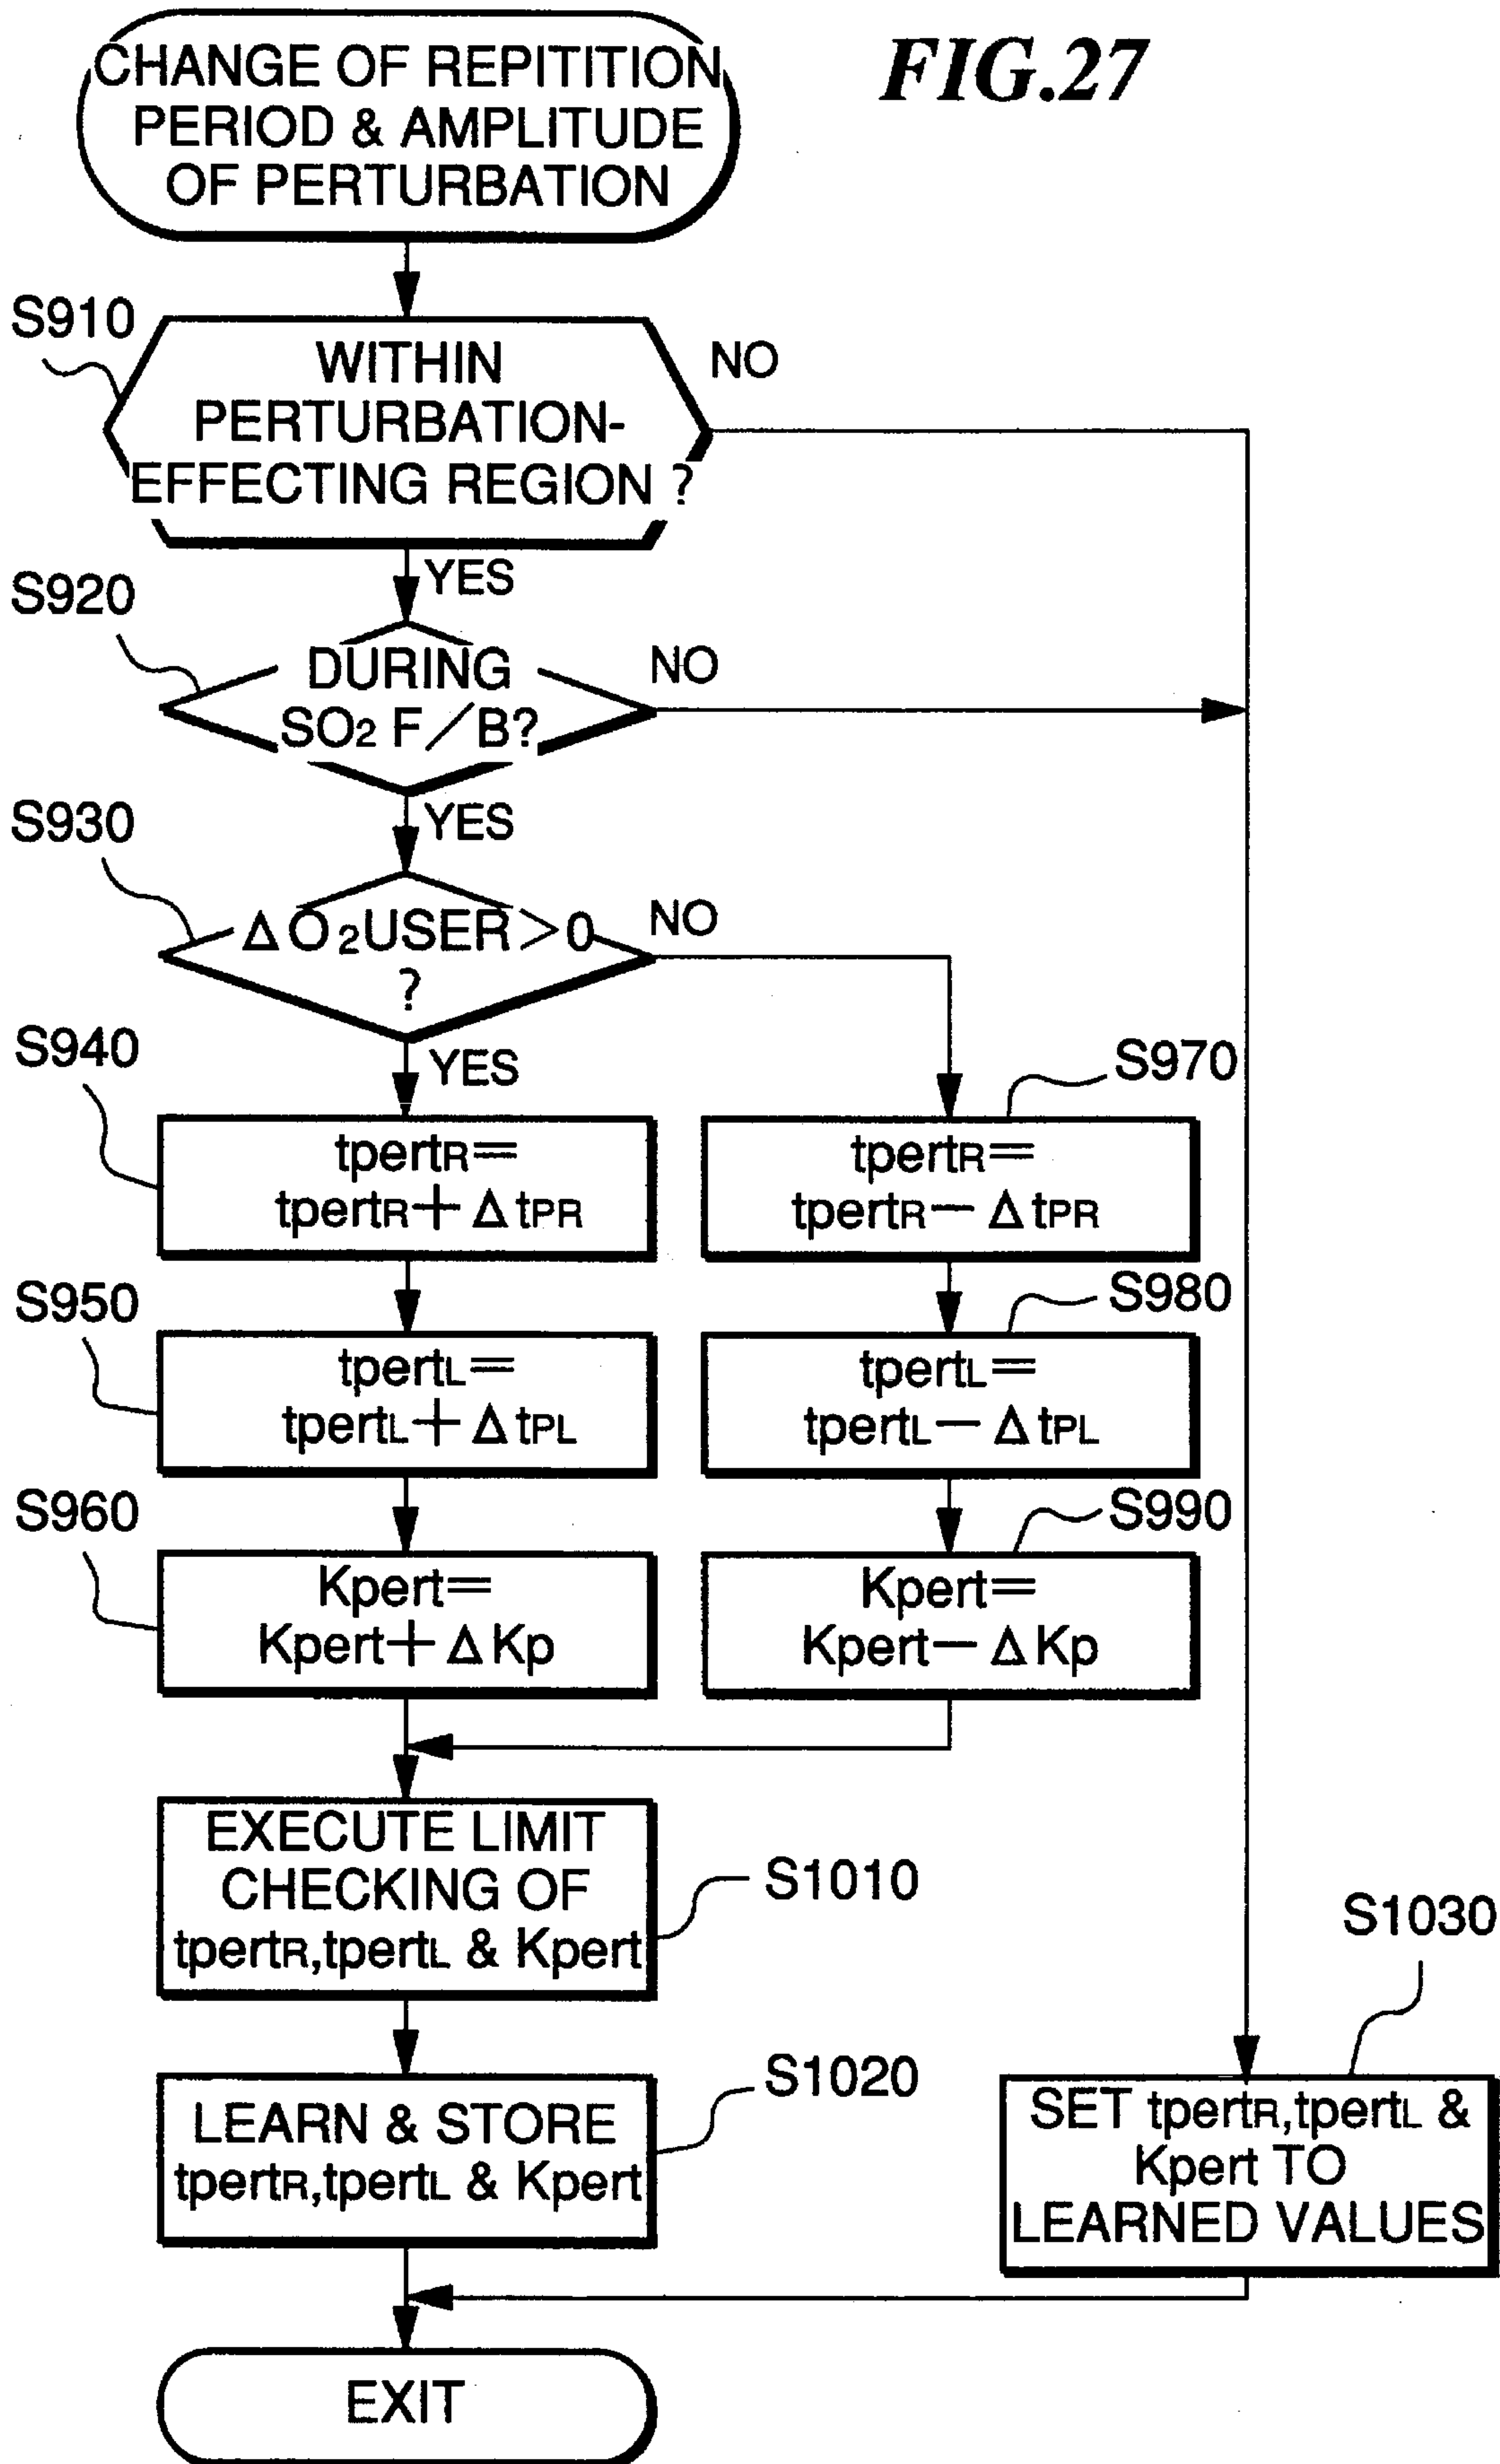 FIG.27
CHANGE OF REPITITION
PERIOD & AMPLITUDE
OF PERTURBATION
S910
WITHIN
PERTURBATION-
EFFECTING REGION ?
NO
YES
S920
DURING
SO2 F/B?
NO
YES
S930
ΔO2USER>0
?
NO
YES
S940
tpertR=
tpertR+ΔtPR
S970
tpertR=
tpertR-ΔtPR
S950
tpertL=
tpertL+ΔtPL
S980
tpertL=
tpertL-ΔtPL
S960
Kpert=
Kpert+ΔKp
S990
Kpert=
Kpert-ΔKp
EXECUTE LIMIT
CHECKING OF
tpertR,tpertL & Kpert
S1010
LEARN & STORE
tpertR,tpertL & Kpert
S1020
S1030
SET tpertR,tpertL &
Kpert TO
LEARNED VALUES
EXIT